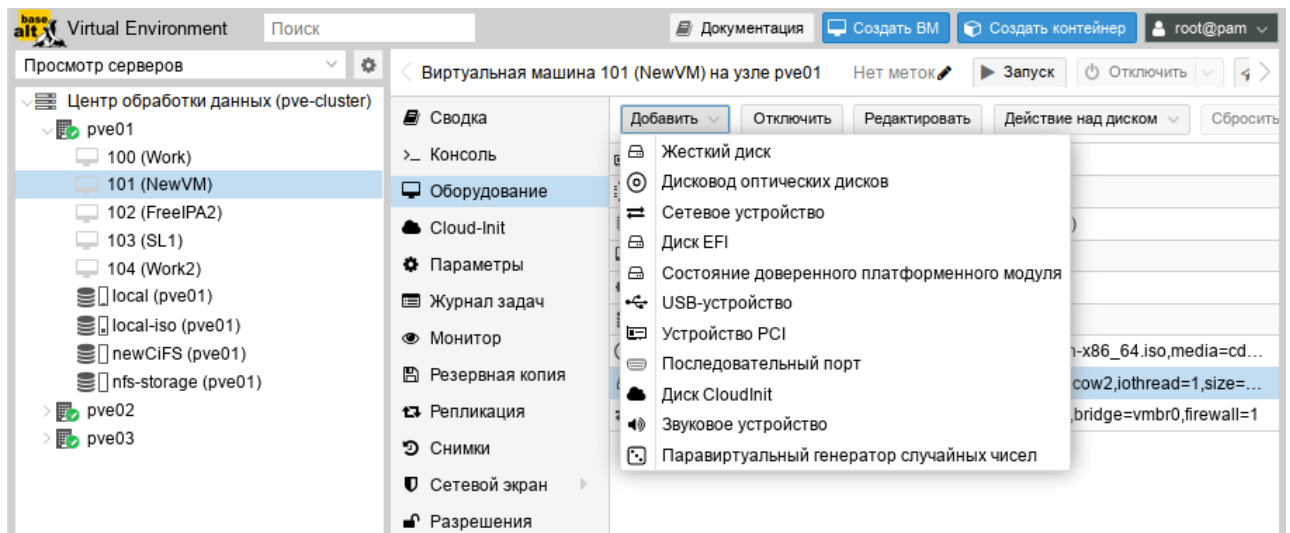 base alt Virtual Environment Поиск Документация Создать ВМ Создать контейнер root@pam
Просмотр серверов
Центр обработки данных (pve-cluster)
pve01
100 (Work)
101 (NewVM)
102 (FreeIPA2)
103 (SL1)
104 (Work2)
local (pve01)
local-iso (pve01)
newCiFS (pve01)
nfs-storage (pve01)
pve02
pve03
Виртуальная машина 101 (NewVM) на узле pve01 Нет меток Запуск Отключить
Сводка
>_ Консоль
Оборудование
Cloud-Init
Параметры
Журнал задач
Монитор
Резервная копия
Репликация
Снимки
Сетевой экран
Разрешения
Добавить Отключить Редактировать Действие над диском Сбросить
Жесткий диск
Дисковод оптических дисков
Сетевое устройство
Диск EFI
Состояние доверенного платформенного модуля
USB-устройство
Устройство PCI
Последовательный порт
Диск CloudInit
Звуковое устройство
Паравиртуальный генератор случайных чисел
)
-x86_64.iso,media=cd...
cow2,iothread=1,size=...
,bridge=vmbr0,firewall=1